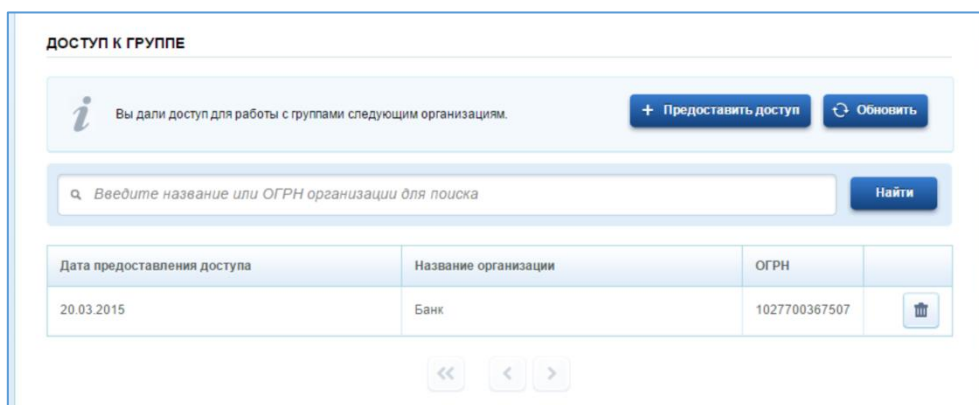 ДОСТУП К ГРУППЕ
Вы дали доступ для работы с группами следующим организациям.
+ Предоставить доступ
Обновить
Введите название или ОГРН организации для поиска
Найти
Дата предоставления доступа Название организации ОГРН
20.03.2015 Банк 1027700367507